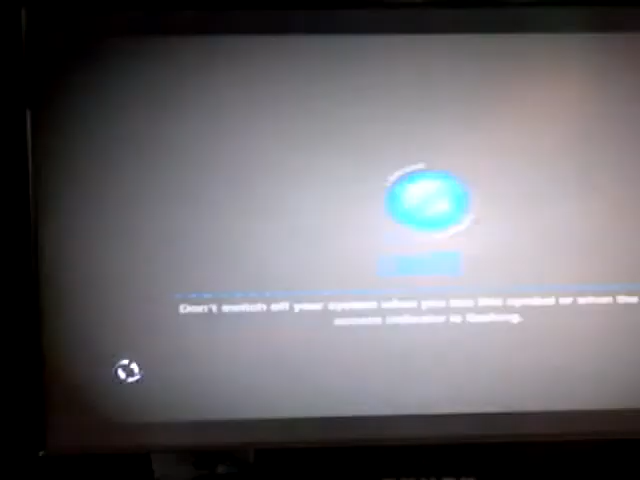 Don't switch off your system when you see this symbol or when the
access indicator is flashing.